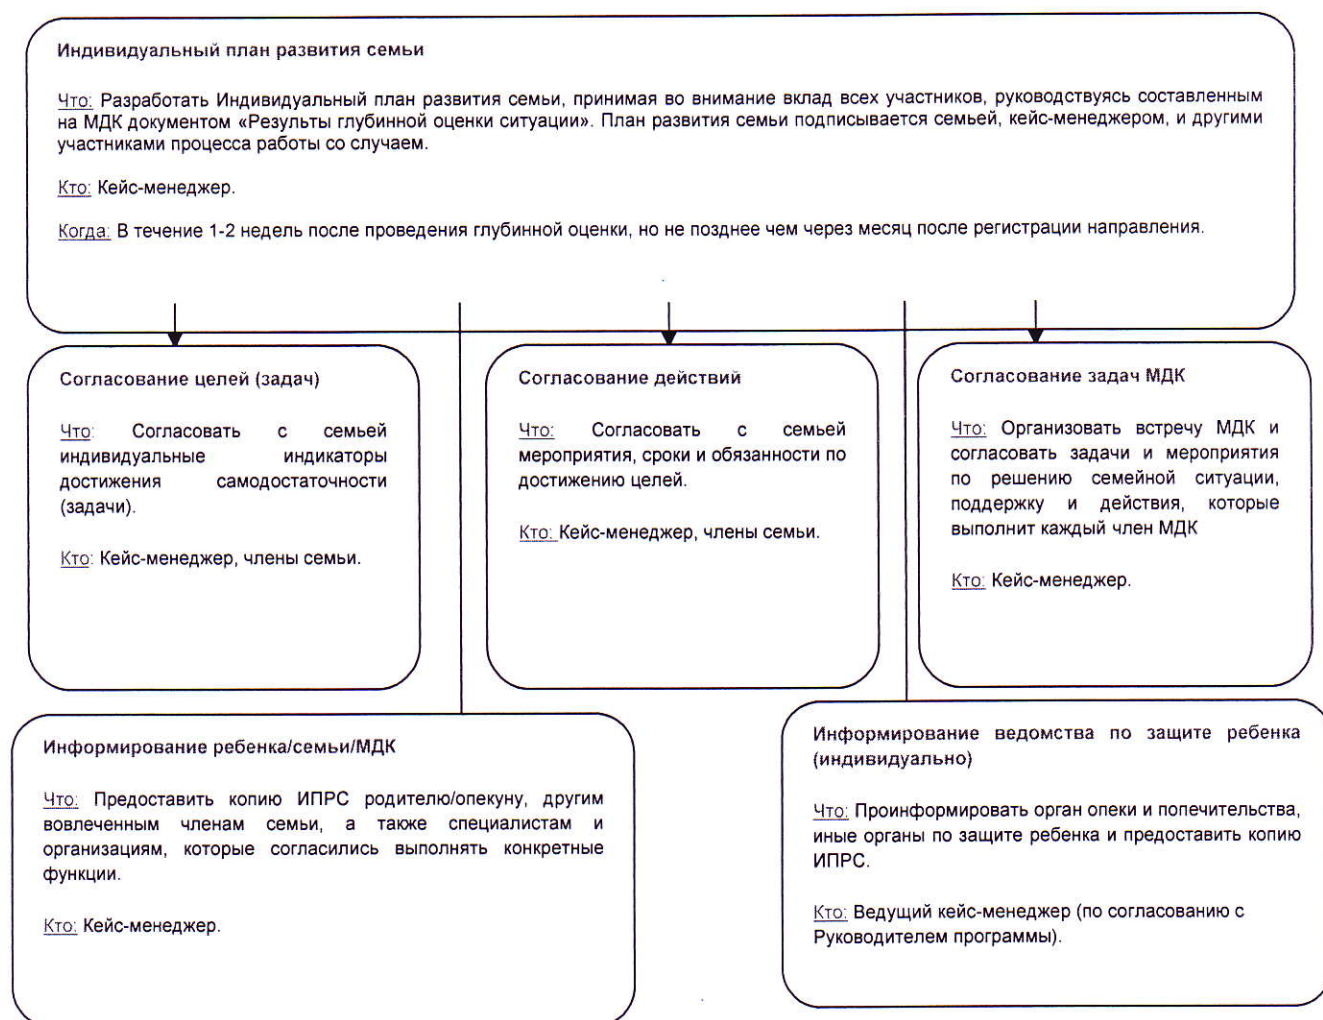 Индивидуальный план развития семьи
Что: Разработать Индивидуальный план развития семьи, принимая во внимание вклад всех участников, руководствуясь составленным
на МДК документом «Результы глубинной оценки ситуации». План развития семьи подписывается семьей, кейс-менеджером, и другими
участниками процесса работы со случаем.
Кто: Кейс-менеджер.
Когда: В течение 1-2 недель после проведения глубинной оценки, но не позднее чем через месяц после регистрации направления.
Согласование целей (задач)
Что: Согласовать с семьей
индивидуальные индикаторы
достижения самодостаточности
(задачи).
Кто: Кейс-менеджер, члены семьи.
Согласование действий
Что: Согласовать с семьей
мероприятия, сроки и обязанности по
достижению целей.
Кто: Кейс-менеджер, члены семьи.
Согласование задач МДК
Что: Организовать встречу МДК и
согласовать задачи и мероприятия
по решению семейной ситуации,
поддержку и действия, которые
выполнит каждый член МДК
Кто: Кейс-менеджер.
Информирование ребенка/семьи/МДК
Что: Предоставить копию ИПРС родителю/опекуну, другим
вовлеченным членам семьи, а также специалистам и
организациям, которые согласились выполнять конкретные
функции.
Кто: Кейс-менеджер.
Информирование ведомства по защите ребенка
(индивидуально)
Что: Проинформировать орган опеки и попечительства,
иные органы по защите ребенка и предоставить копию
ИПРС.
Кто: Ведущий кейс-менеджер (по согласованию с
Руководителем программы).